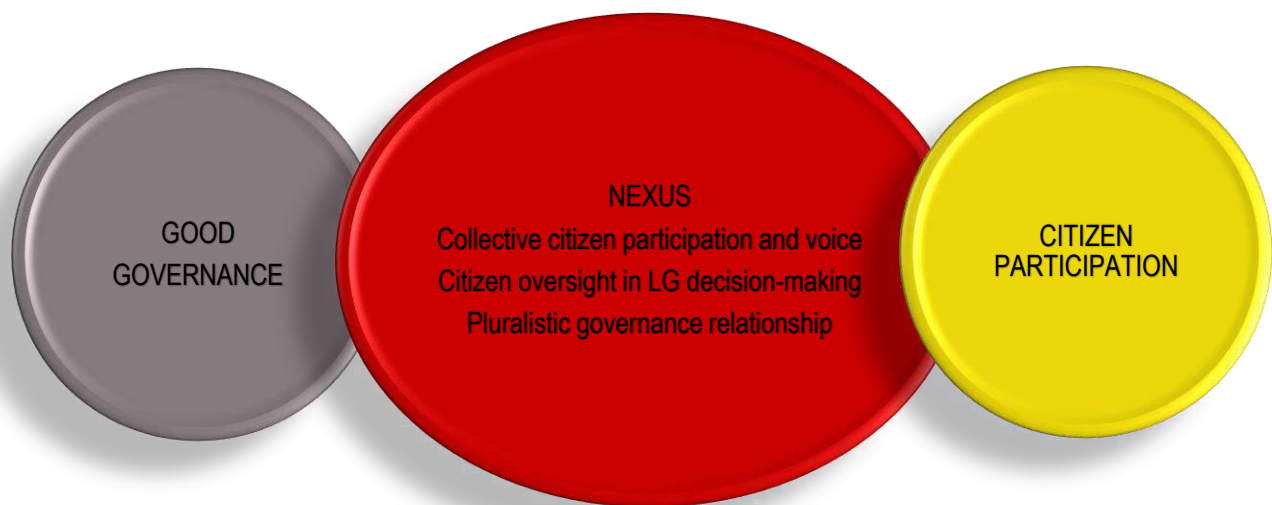 GOOD
GOVERNANCE
NEXUS
Collective citizen participation and voice
Citizen oversight in LG decision-making
Pluralistic governance relationship
CITIZEN
PARTICIPATION